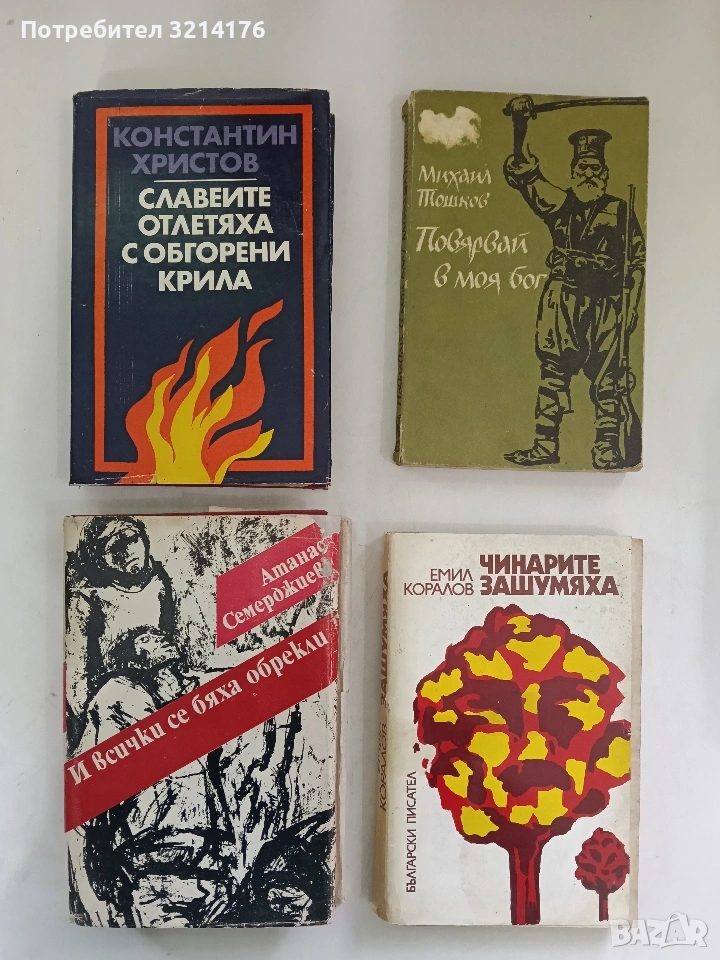 Потребител 3214176
КОНСТАНТИН
ХРИСТОВ
СЛАВЕИТЕ
ОТЛЕТЯХА
С ОБГОРЕНИ
КРИЛА
Михаил
Тошков
Повярвай
в моя бог
Атанас
Семерджиев
И всички се бяха обрекли
ЕМИЛ
КОРАЛОВ
ЧИНАРИТЕ
ЗАШУМЯХА
КОРАЛОВ ЗАШУМЯХА
БЪЛГАРСКИ ПИСАТЕЛ
BAZAR